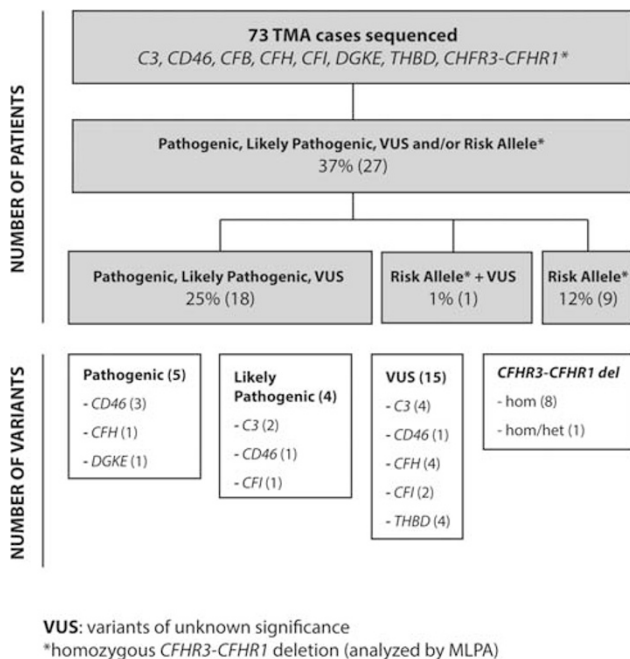 NUMBER OF PATIENTS
73 TMA cases sequenced
C3, CD46, CFB, CFH, CFI, DGKE, THBD, CHFR3-CFHR1*
Pathogenic, Likely Pathogenic, VUS and/or Risk Allele*
37% (27)
Pathogenic, Likely Pathogenic, VUS
25% (18)
Risk Allele* + VUS
1% (1)
Risk Allele*
12% (9)
NUMBER OF VARIANTS
Pathogenic (5)
- CD46 (3)
- CFH (1)
- DGKE (1)
Likely
Pathogenic (4)
- C3 (2)
- CD46 (1)
- CFI (1)
VUS (15)
- C3 (4)
- CD46 (1)
- CFH (4)
- CFI (2)
- THBD (4)
CFHR3-CFHR1 del
- hom (8)
- hom/het (1)
VUS: variants of unknown significance
*homozygous CFHR3-CFHR1 deletion (analyzed by MLPA)